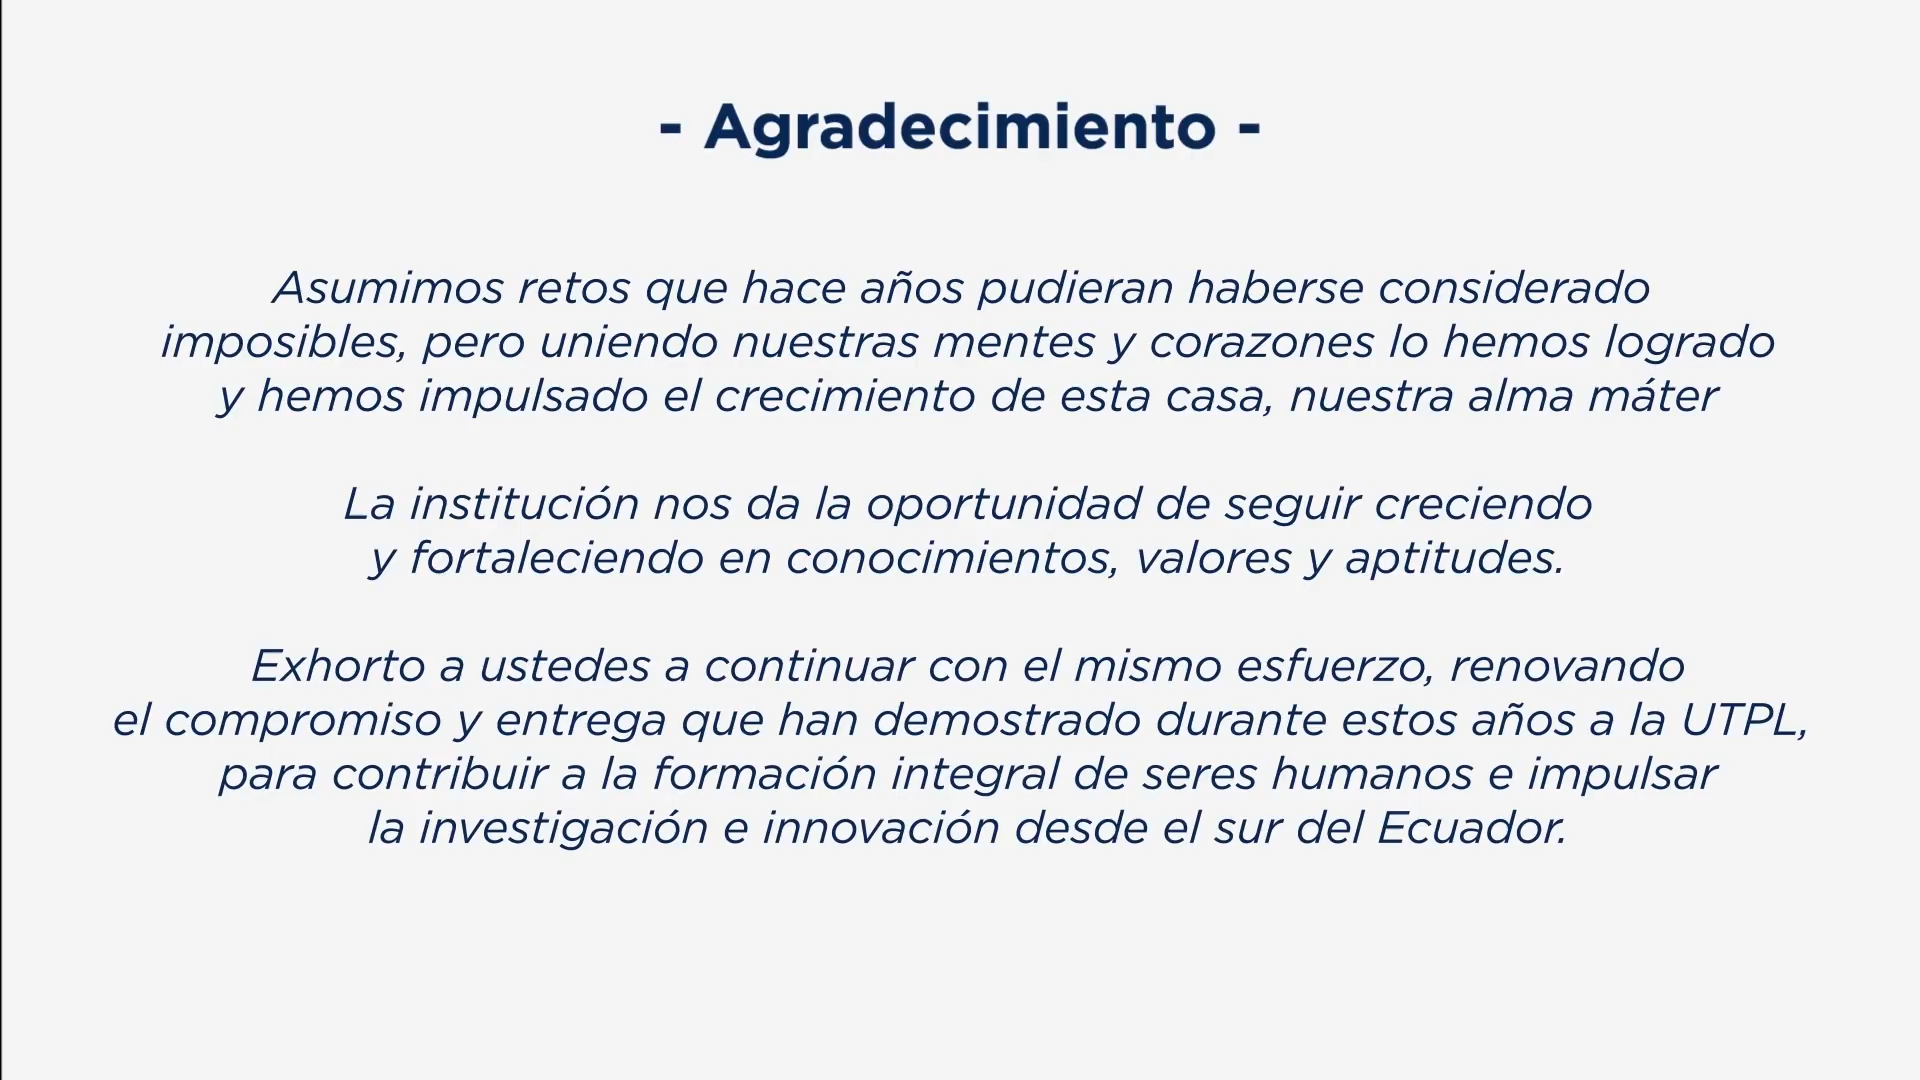 - Agradecimiento -
Asumimos retos que hace años pudieran haberse considerado
imposibles, pero uniendo nuestras mentes y corazones lo hemos logrado
y hemos impulsado el crecimiento de esta casa, nuestra alma máter
La institución nos da la oportunidad de seguir creciendo
y fortaleciendo en conocimientos, valores y aptitudes.
Exhorto a ustedes a continuar con el mismo esfuerzo, renovando
el compromiso y entrega que han demostrado durante estos años a la UTPL,
para contribuir a la formación integral de seres humanos e impulsar
la investigación e innovación desde el sur del Ecuador.